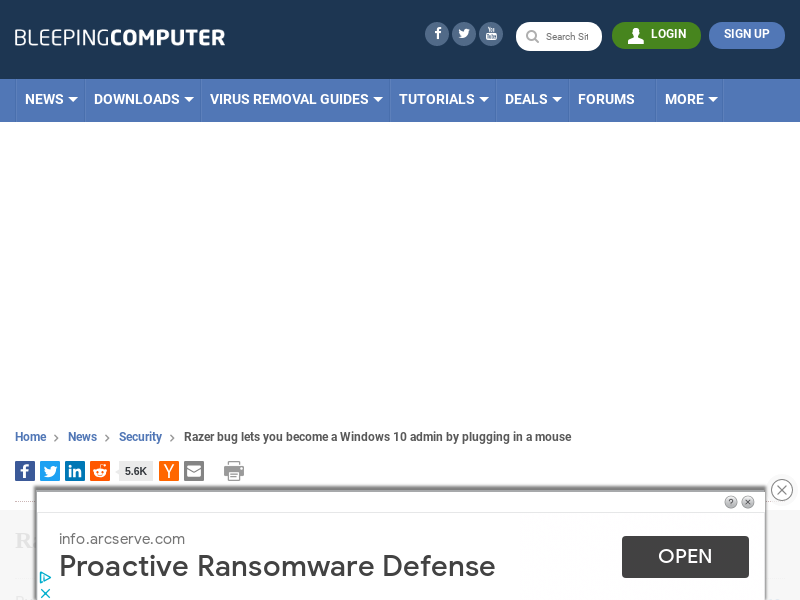 BLEEPINGCOMPUTER
Search Sit
LOGIN
SIGN UP
NEWS
DOWNLOADS
VIRUS REMOVAL GUIDES
TUTORIALS
DEALS
FORUMS
MORE
Home
News
Security
Razer bug lets you become a Windows 10 admin by plugging in a mouse
5.6K
info.arcserve.com
Proactive Ransomware Defense
OPEN